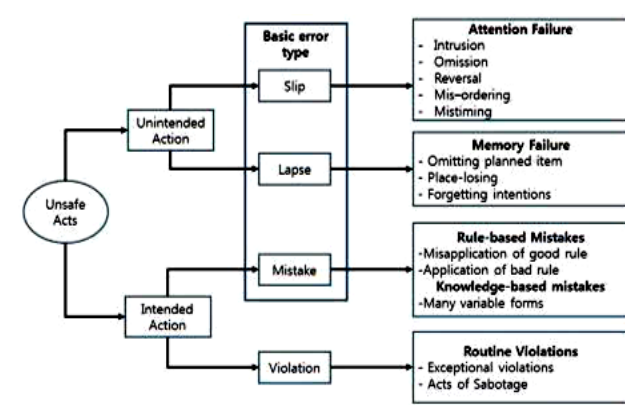 Unsafe
Acts
Unintended
Action
Intended
Action
Basic error
type
Slip
Lapse
Mistake
Violation
Attention Failure
- Intrusion
- Omission
- Reversal
- Mis-ordering
- Mistiming
Memory Failure
- Omitting planned item
- Place-losing
- Forgetting intentions
Rule-based Mistakes
-Misapplication of good rule
-Application of bad rule
Knowledge-based mistakes
-Many variable forms
Routine Violations
- Exceptional violations
- Acts of Sabotage